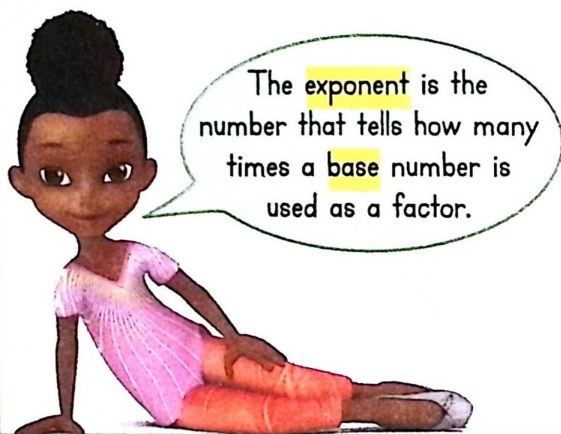 The exponent is the
number that tells how many
times a base number is
used as a factor.